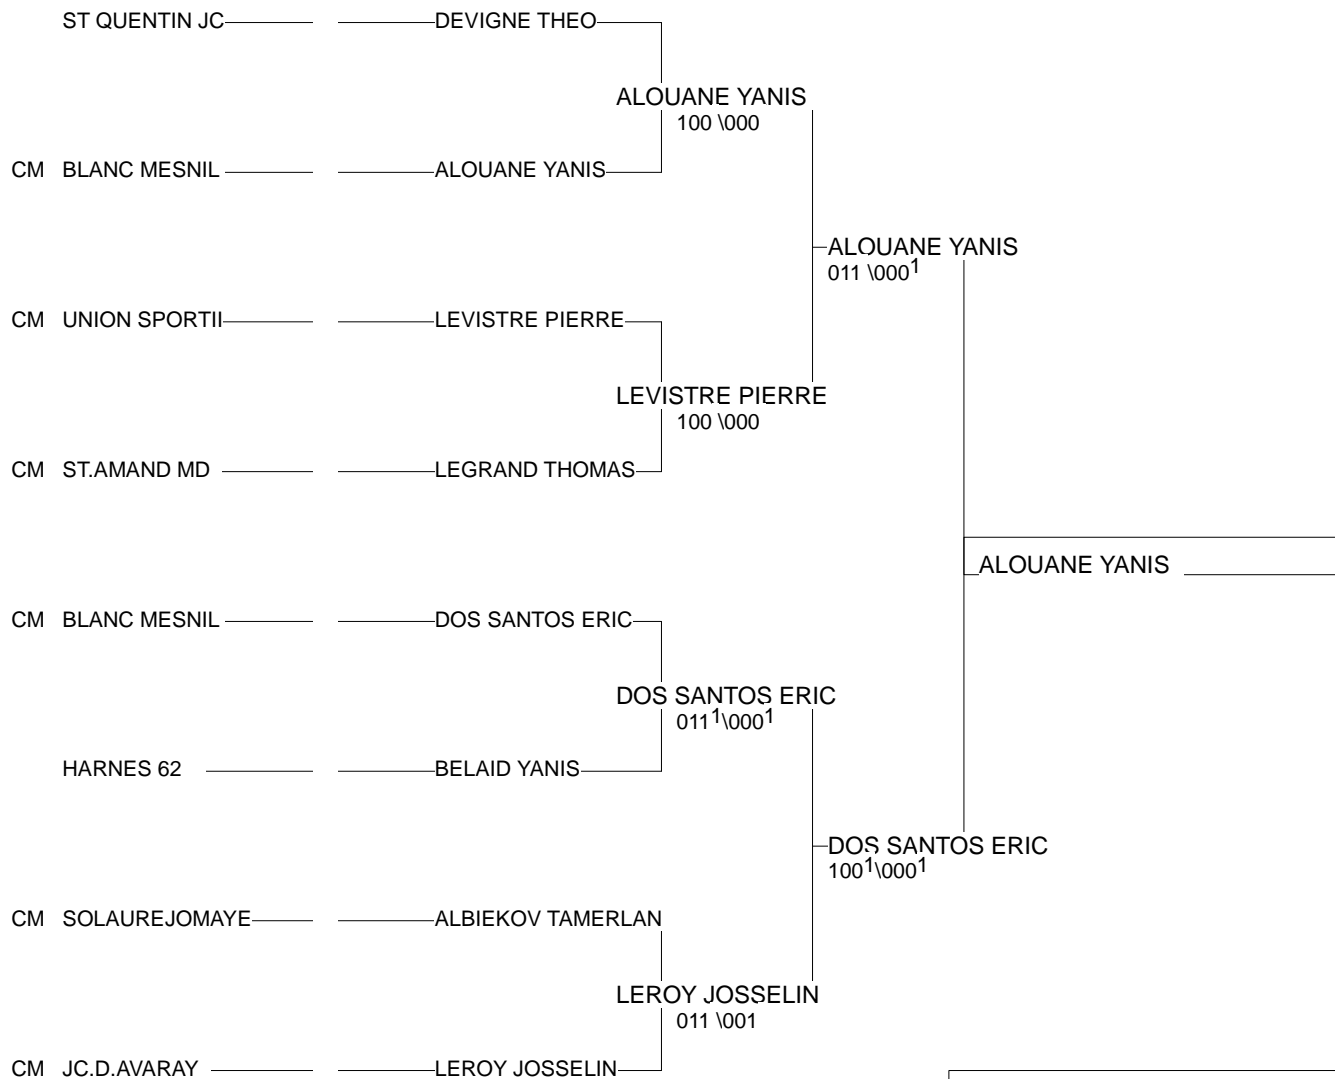 ST QUENTIN JC DEVIGNE THEO
ALOUANE YANIS
100 \000
CM BLANC MESNIL ALOUANE YANIS
ALOUANE YANIS
011 \000¹
CM UNION SPORTII LEVISTRE PIERRE
LEVISTRE PIERRE
100 \000
CM ST.AMAND MD LEGRAND THOMAS
ALOUANE YANIS
CM BLANC MESNIL DOS SANTOS ERIC
DOS SANTOS ERIC
011¹\000¹
HARNES 62 BELAID YANIS
DOS SANTOS ERIC
100¹\000¹
CM SOLAUREJOMAYE ALBIEKOV TAMERLAN
LEROY JOSSELIN
011 \001
CM JC.D.AVARAY LEROY JOSSELIN